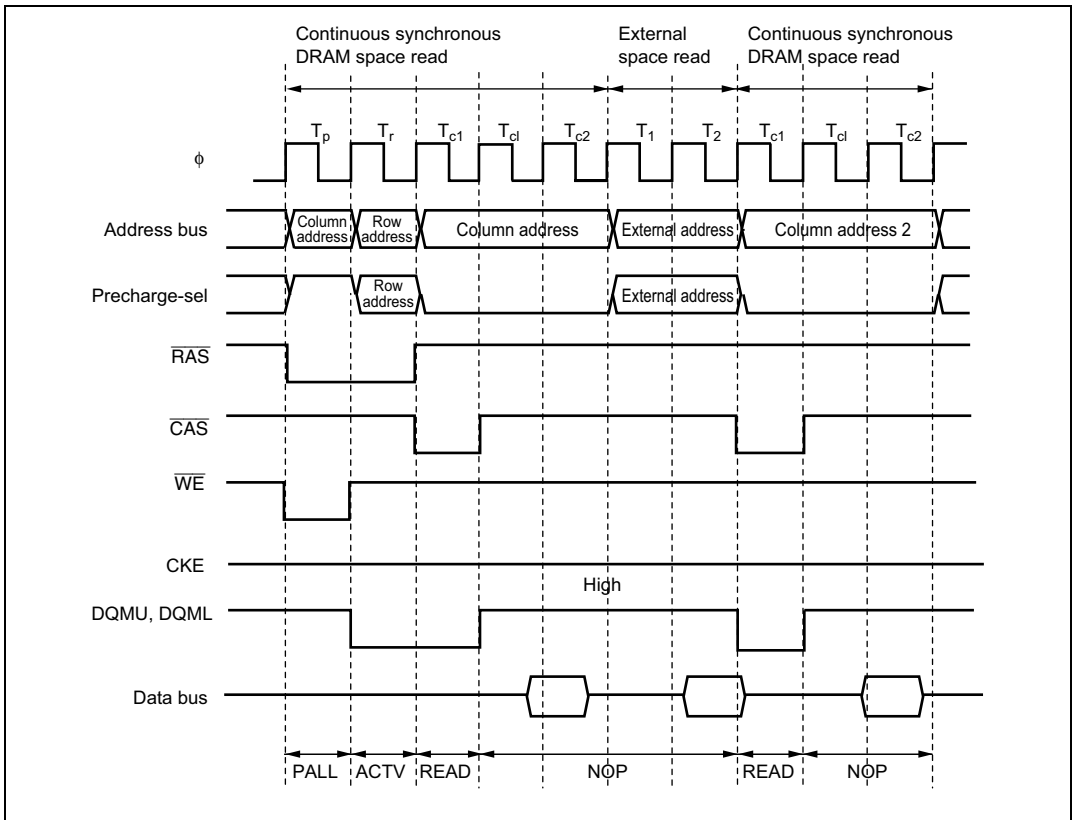 Continuous synchronous
DRAM space read
External
space read
Continuous synchronous
DRAM space read
Tp Tr Tc1 Tcl Tc2 T1 T2 Tc1 Tcl Tc2
ϕ
Address bus
Column
address
Row
address
Column address
External address
Column address 2
Precharge-sel
Row
address
External address
RAS
CAS
WE
CKE
High
DQMU, DQML
Data bus
PALL ACTV READ NOP READ NOP